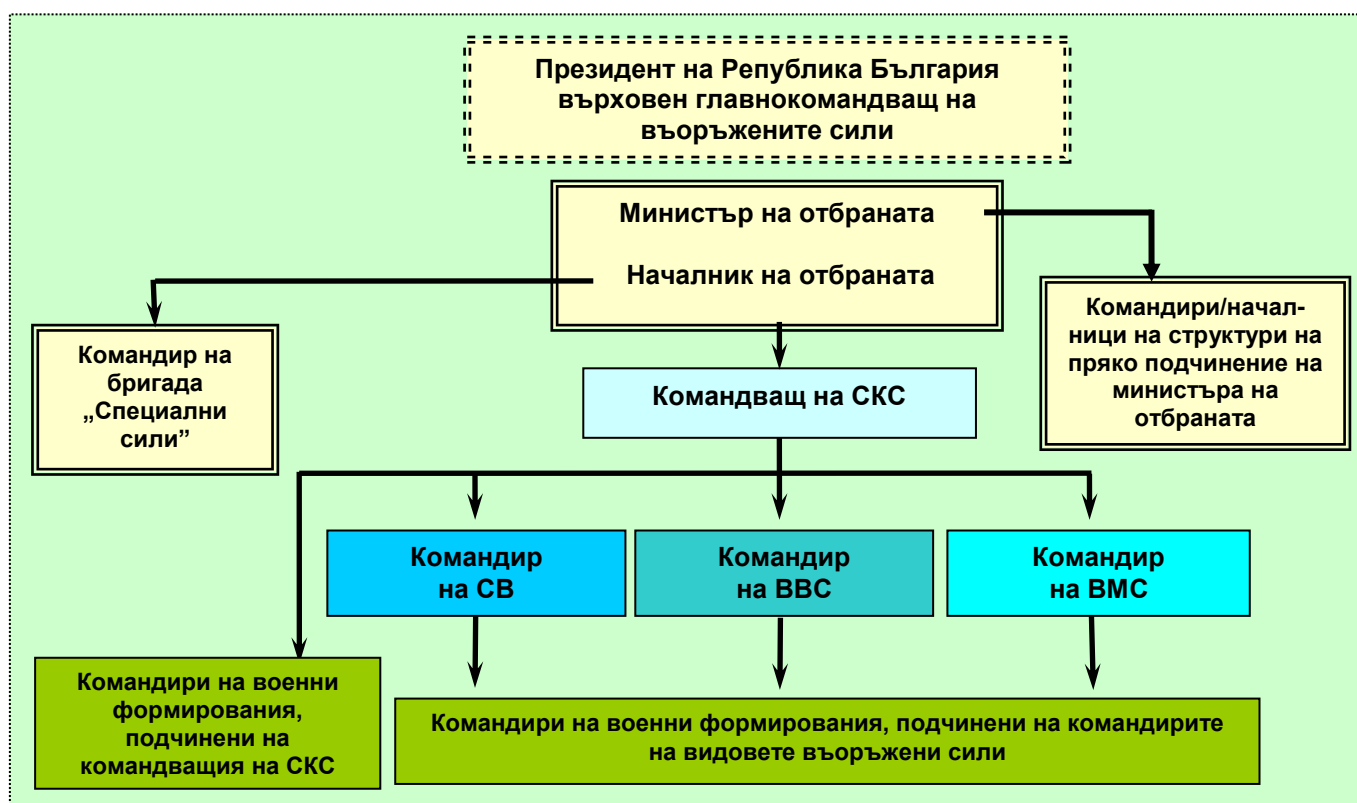 Президент на Република България
върховен главнокомандващ на
въоръжените сили
Министър на отбраната
Началник на отбраната
Командири/начал-
ници на структури на
пряко подчинение на
министъра на
отбраната
Командир на
бригада
„Специални
сили”
Командващ на СКС
Командир
на СВ
Командир
на ВВС
Командир
на ВМС
Командири на военни
формирования,
подчинени на
командващия на СКС
Командири на военни формирования, подчинени на командирите
на видовете въоръжени сили